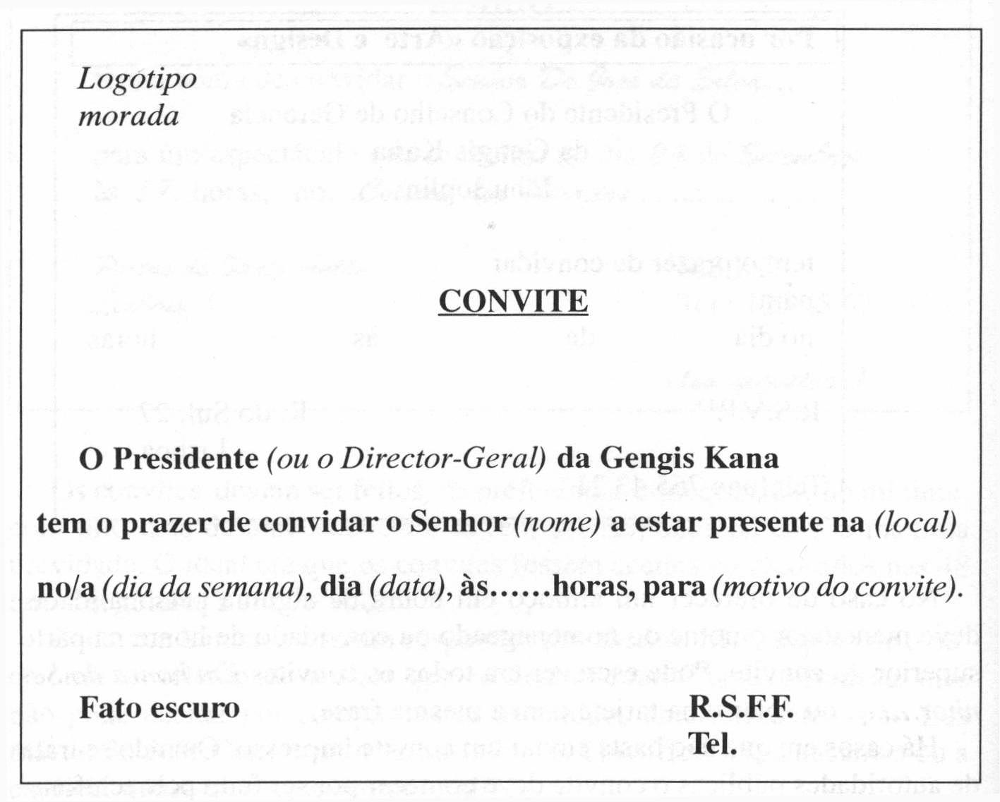 Logótipo
morada
CONVITE
O Presidente (ou o Director-Geral) da Gengis Kana
tem o prazer de convidar o Senhor (nome) a estar presente na (local)
no/a (dia da semana), dia (data), às......horas, para (motivo do convite).
Fato escuro
R.S.F.F.
Tel.